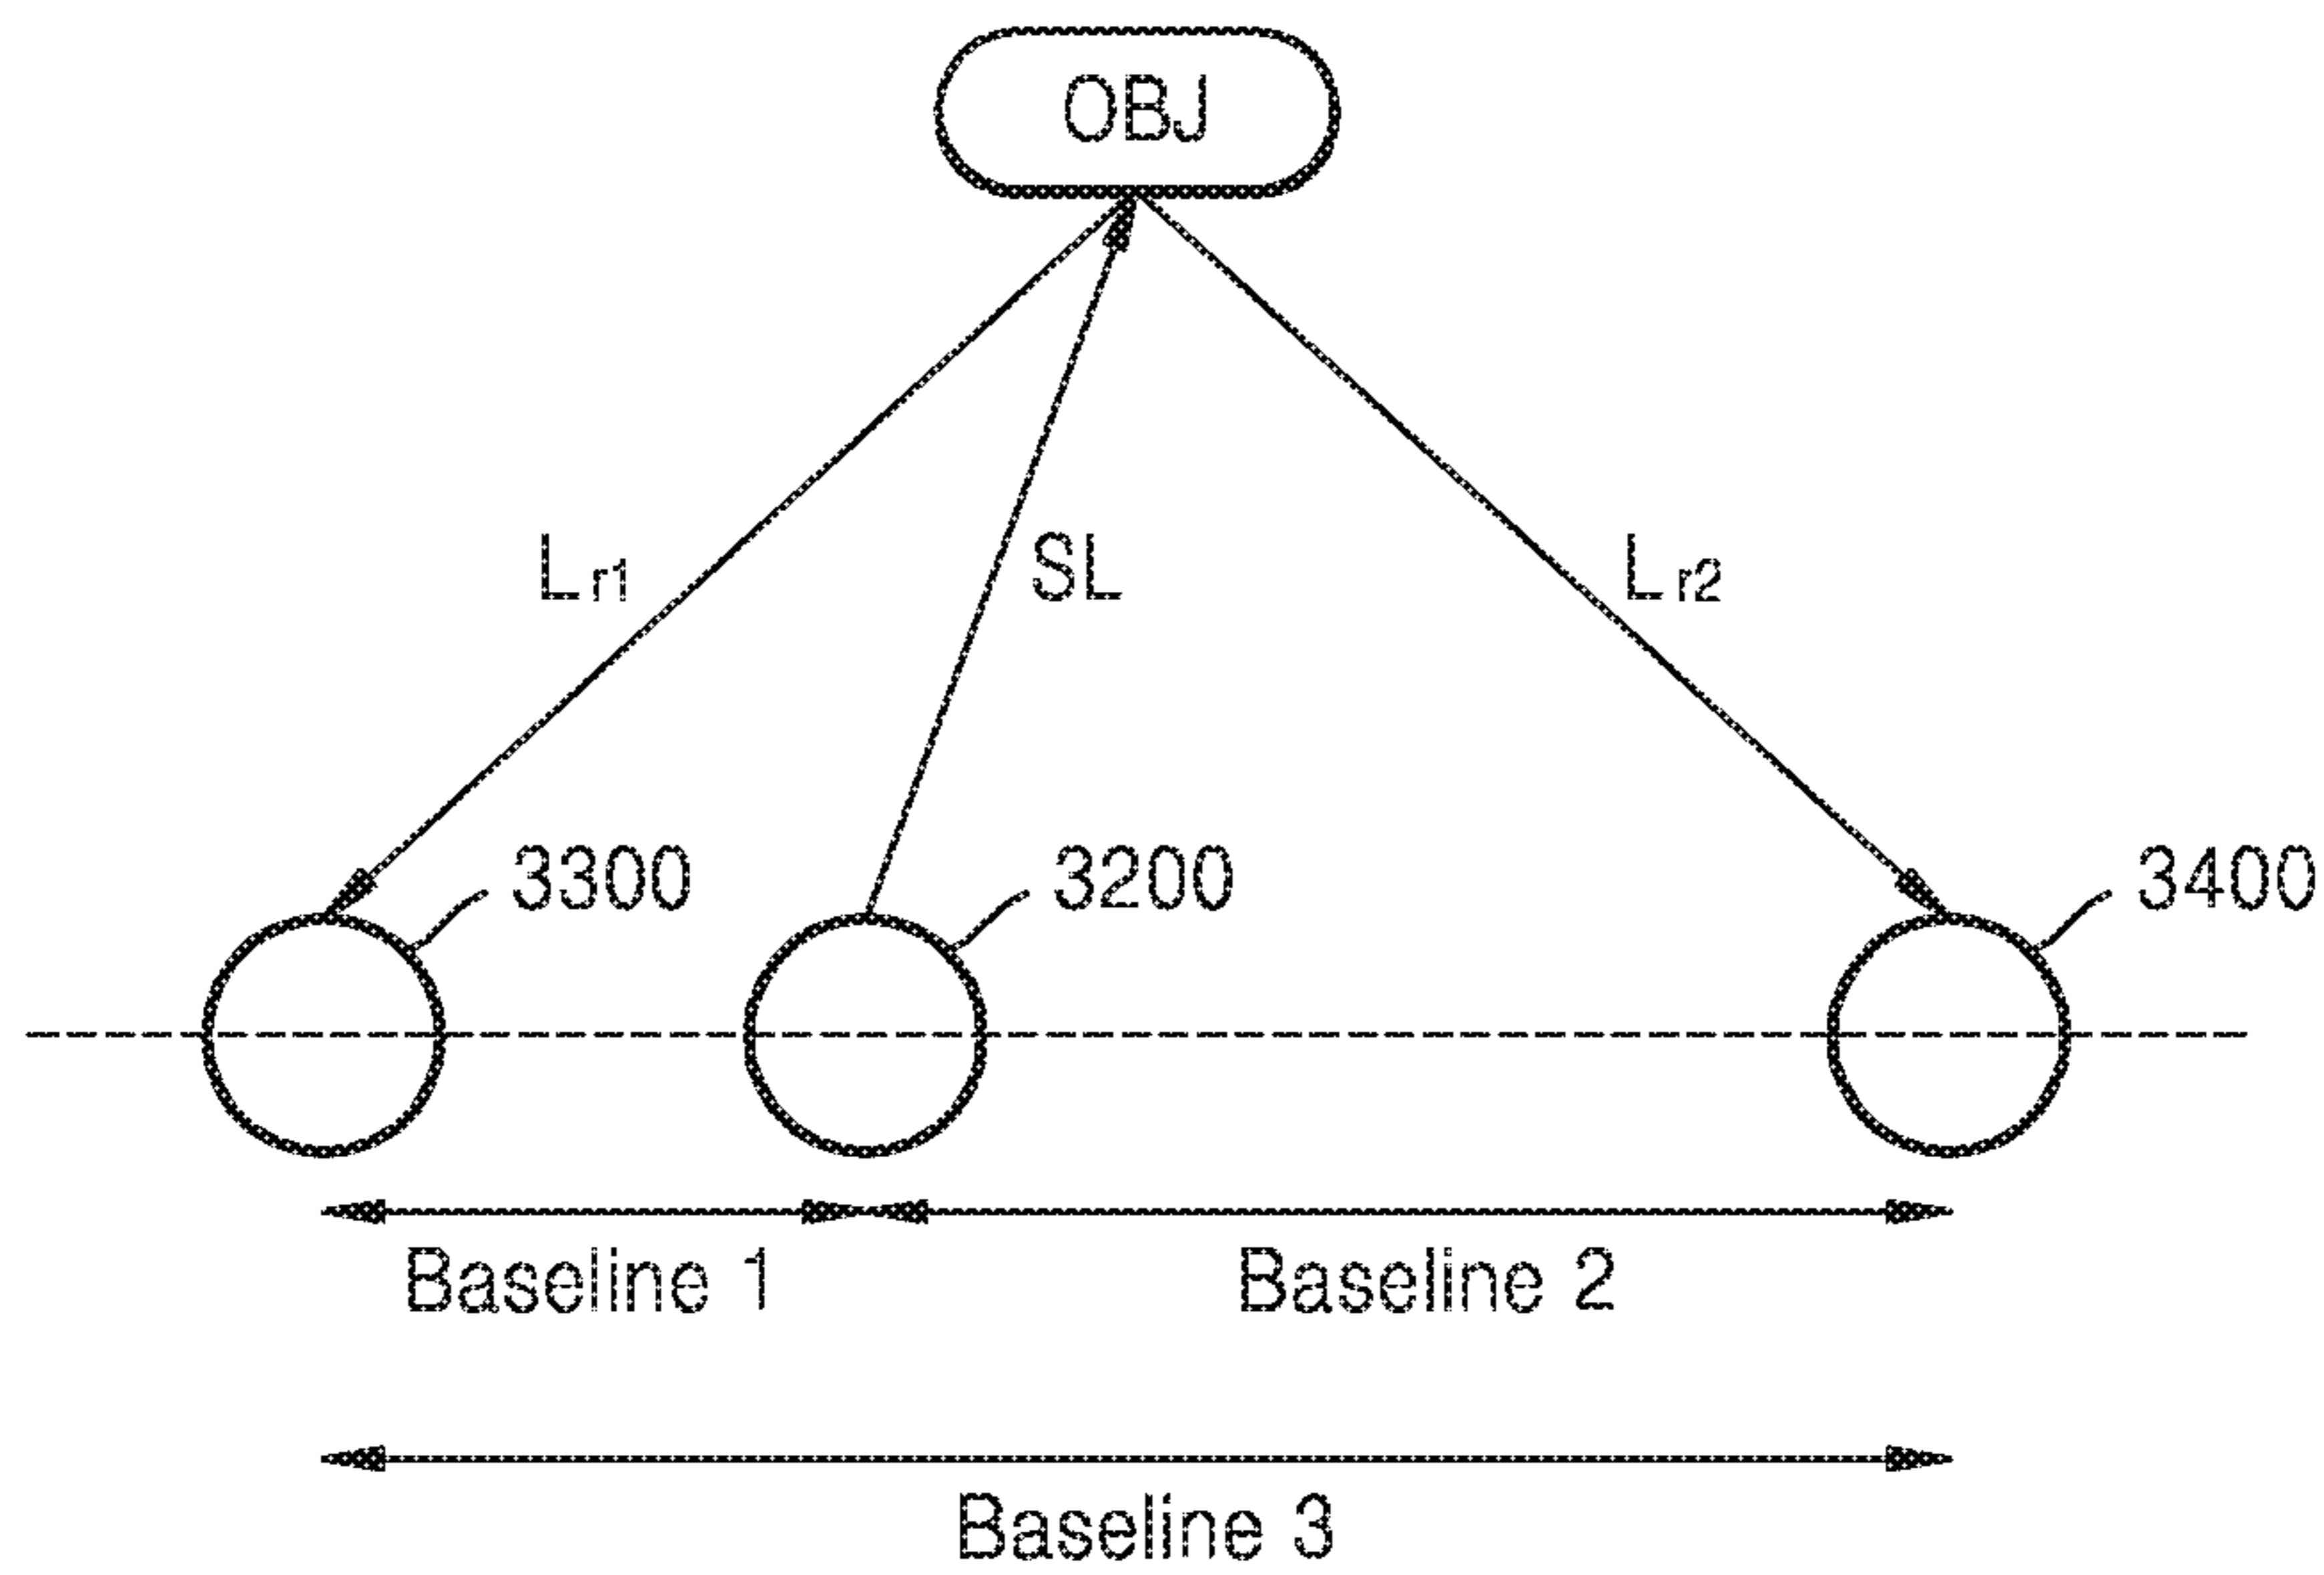 OBJ
Lr1
SL
Lr2
3300
3200
3400
Baseline 1
Baseline 2
Baseline 3